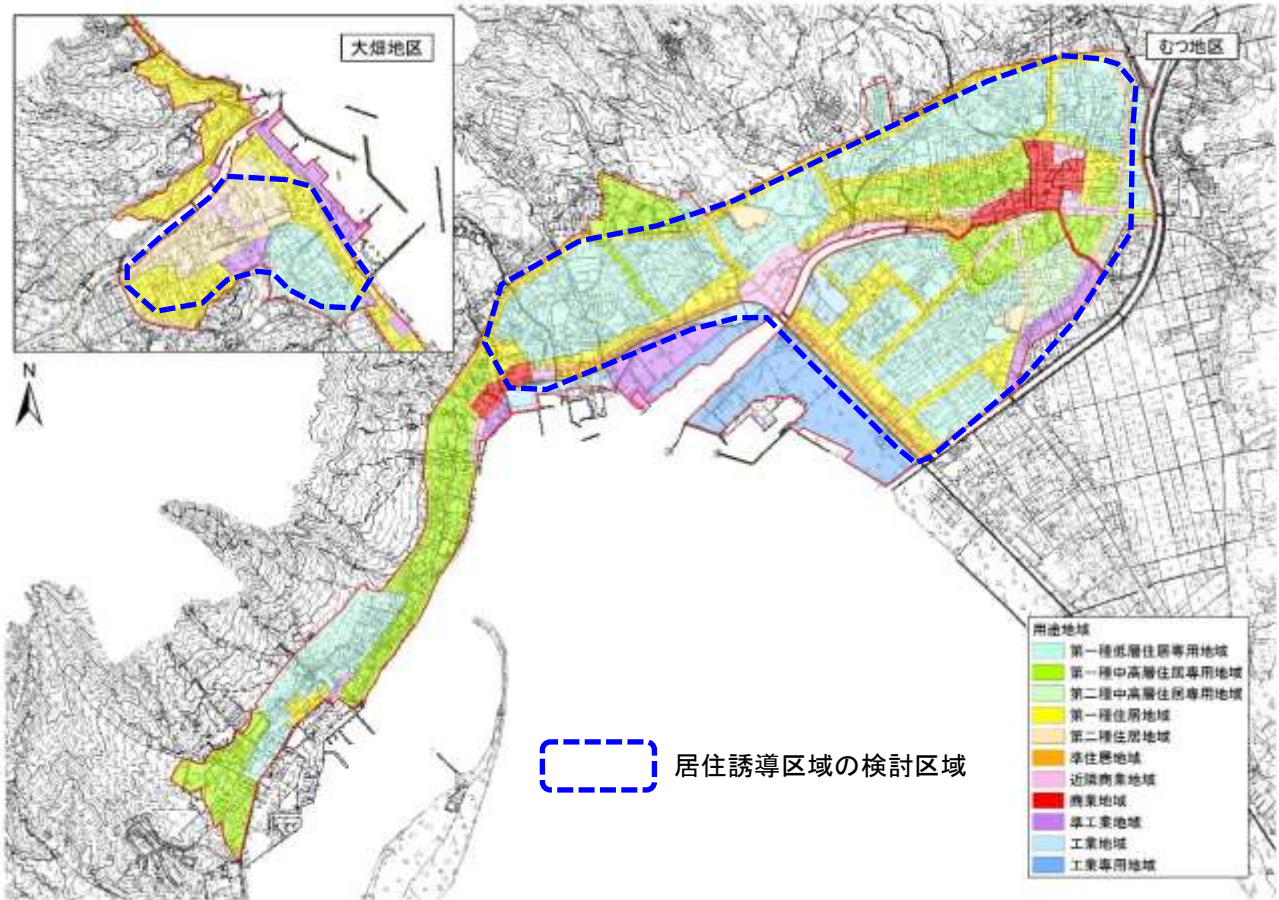 大畑地区
むつ地区
N
用途地域
第一種低層住居専用地域
第一種中高層住居専用地域
第二種中高層住居専用地域
第一種住居地域
第二種住居地域
準住居地域
近隣商業地域
商業地域
準工業地域
工業地域
工業専用地域
居住誘導区域の検討区域